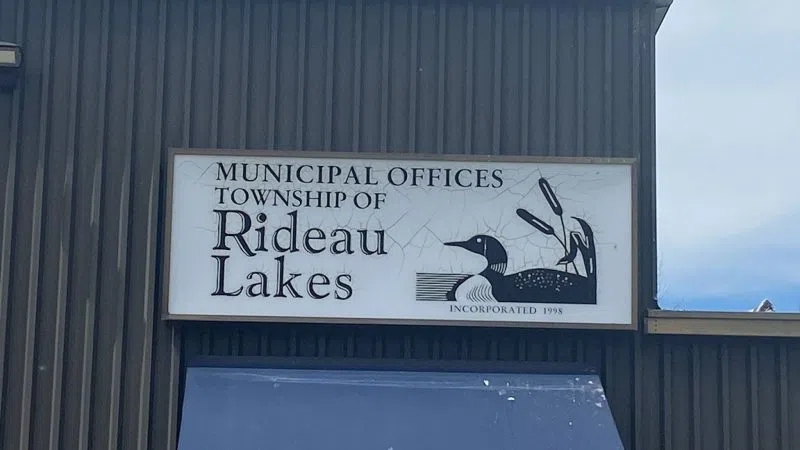 MUNICIPAL OFFICES
TOWNSHIP OF
Rideau
Lakes
INCORPORATED 1998